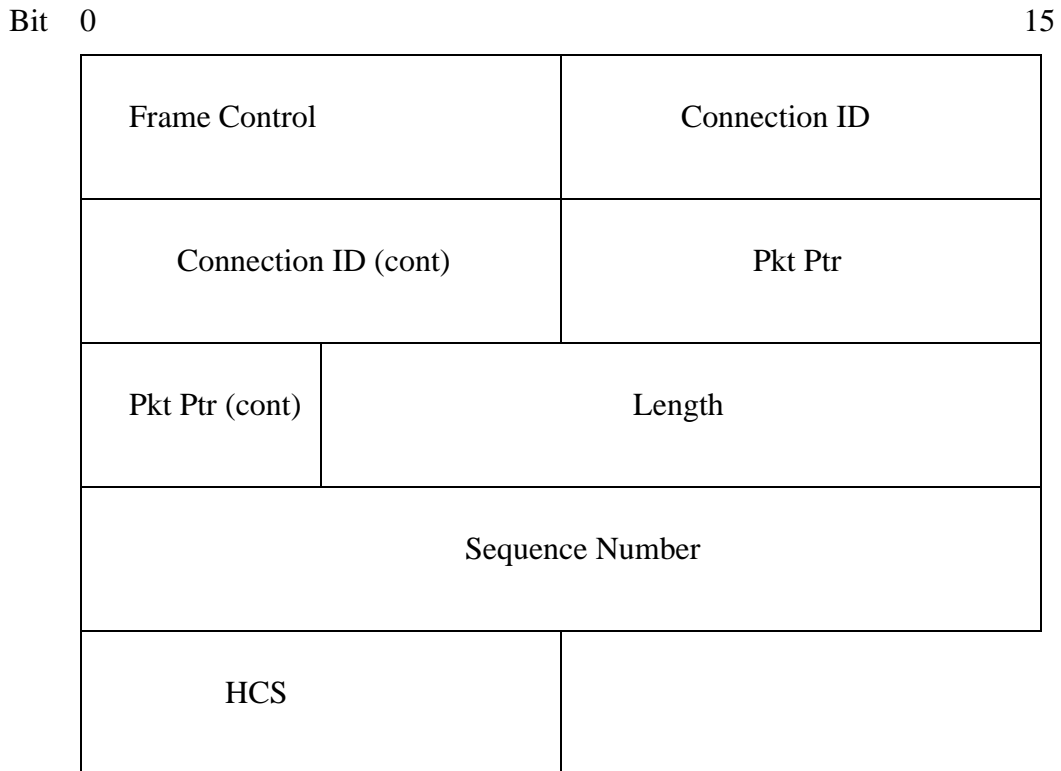 Bit 0 15
Frame Control Connection ID
Connection ID (cont) Pkt Ptr
Pkt Ptr (cont) Length
Sequence Number
HCS